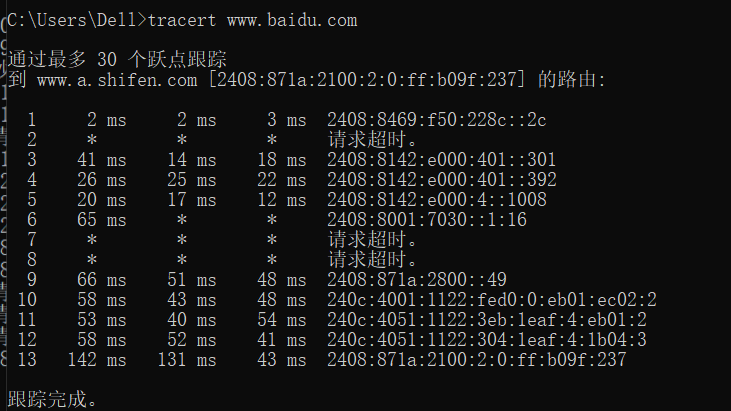 C:\Users\Dell>tracert www.baidu.com
通过最多 30 个跃点跟踪
到 www.a.shifen.com [2408:871a:2100:2:0:ff:b09f:237] 的路由:
1 2 ms 2 ms 3 ms 2408:8469:f50:228c::2c
2 * * * 请求超时。
3 41 ms 14 ms 18 ms 2408:8142:e000:401::301
4 26 ms 25 ms 22 ms 2408:8142:e000:401::392
5 20 ms 17 ms 12 ms 2408:8142:e000:4::1008
6 65 ms * * 2408:8001:7030::1:16
7 * * * 请求超时。
8 * * * 请求超时。
9 66 ms 51 ms 48 ms 2408:871a:2800::49
10 58 ms 43 ms 48 ms 240c:4001:1122:fed0:0:eb01:ec02:2
11 53 ms 40 ms 54 ms 240c:4051:1122:3eb:1eaf:4:eb01:2
12 58 ms 52 ms 41 ms 240c:4051:1122:304:1eaf:4:1b04:3
13 142 ms 131 ms 43 ms 2408:871a:2100:2:0:ff:b09f:237
跟踪完成。